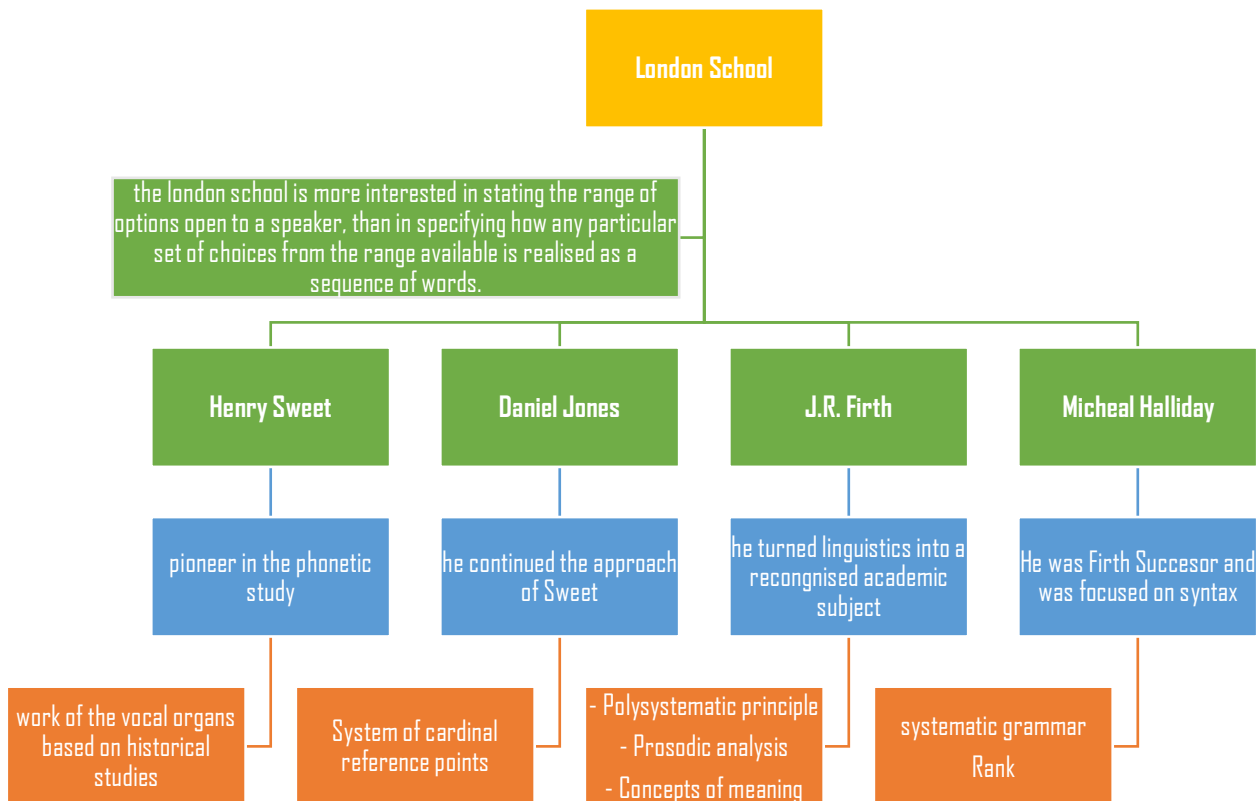 London School
the london school is more interested in stating the range of
options open to a speaker, than in specifying how any particular
set of choices from the range available is realised as a
sequence of words.
Henry Sweet
Daniel Jones
J.R. Firth
Micheal Halliday
pioneer in the phonetic
study
he continued the approach
of Sweet
he turned linguistics into a
recongnised academic
subject
He was Firth Succesor and
was focused on syntax
work of the vocal organs
based on historical
studies
System of cardinal
reference points
- Polysystematic principle
- Prosodic analysis
- Concepts of meaning
systematic grammar
Rank